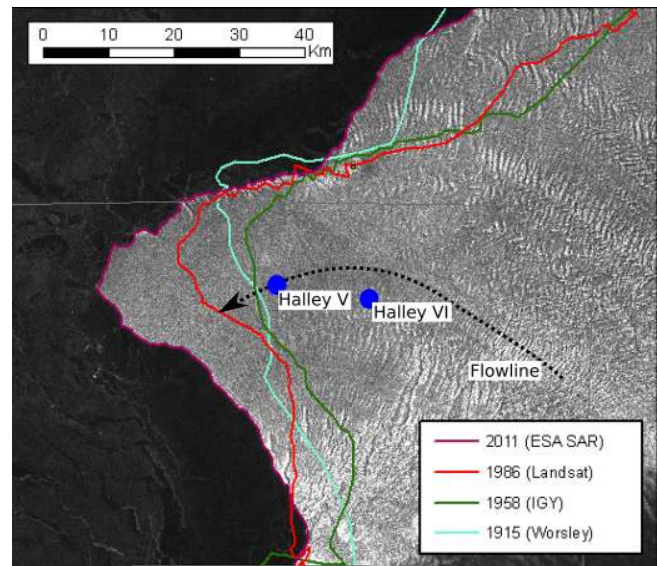 0 10 20 30 40
Km
Halley V
Halley VI
Flowline
2011 (ESA SAR)
1986 (Landsat)
1958 (IGY)
1915 (Worsley)